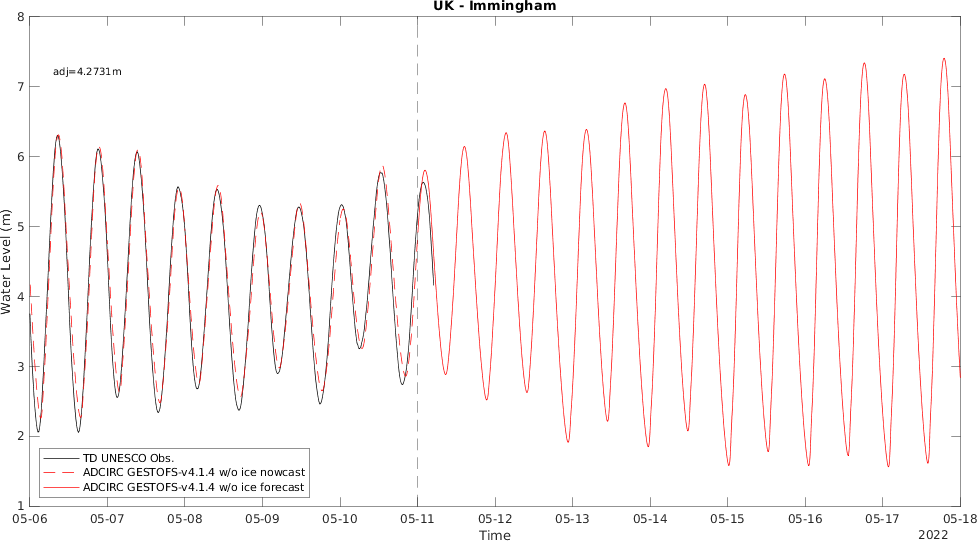 UK - Immingham
8
adj=4.2731m
7
6
5
4
3
2
1
Water Level (m)
TD UNESCO Obs.
ADCIRC GESTOFS-v4.1.4 w/o ice nowcast
ADCIRC GESTOFS-v4.1.4 w/o ice forecast
05-06 05-07 05-08 05-09 05-10 05-11 05-12 05-13 05-14 05-15 05-16 05-17 05-18
Time
2022